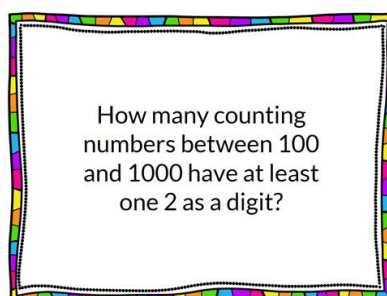 How many counting
numbers between 100
and 1000 have at least
one 2 as a digit?